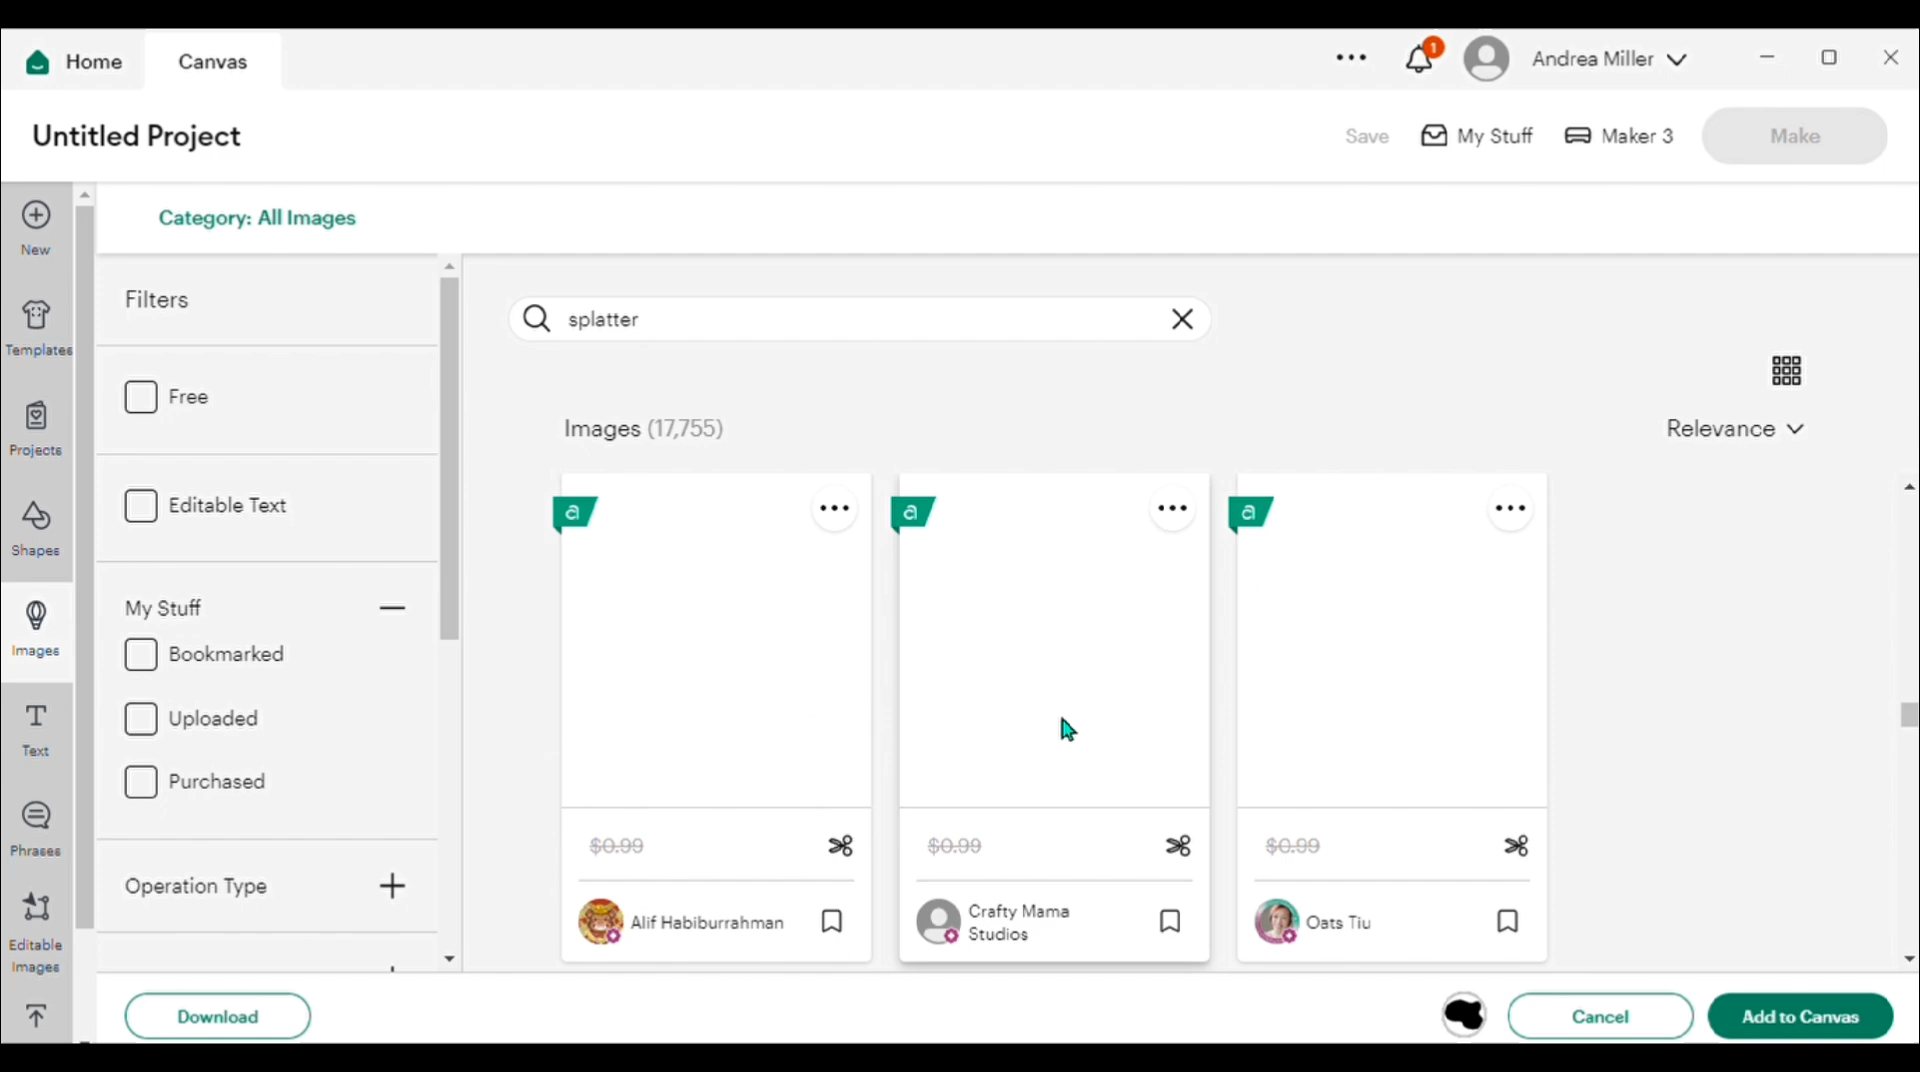 Home
Canvas
1
Andrea Miller
Untitled Project
Save
My Stuff
Maker 3
Make
New
Templates
Projects
Shapes
Images
Text
Phrases
Editable
Images
Category: All Images
Filters
Free
Editable Text
My Stuff
Bookmarked
Uploaded
Purchased
Operation Type
splatter
Images (17,755)
Relevance
a
a
a
$0.99
$0.99
$0.99
Alif Habiburrahman
Crafty Mama
Studios
Oats Tiu
Download
Cancel
Add to Canvas